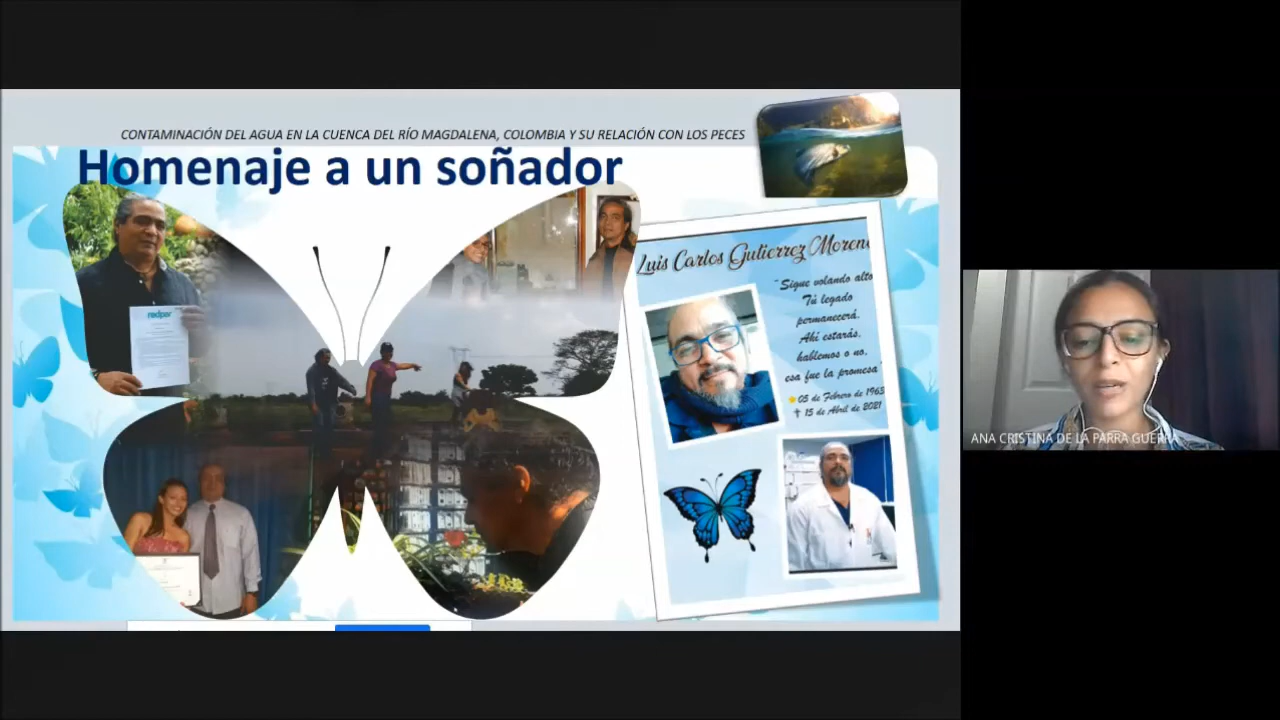 CONTAMINACIÓN DEL AGUA EN LA CUENCA DEL RÍO MAGDALENA, COLOMBIA Y SU RELACIÓN CON LOS PECES
Homenaje a un soñador
redpar
Luis Carlos Gutierrez Moreno
"Sigue volando alto
Tú legado
permanecerá.
Ahí estarás,
hablemos o no,
esa fue la promesa"
05 de Febrero de 1963
15 de Abril de 2021
ANA CRISTINA DE LA PARRA GUERRA